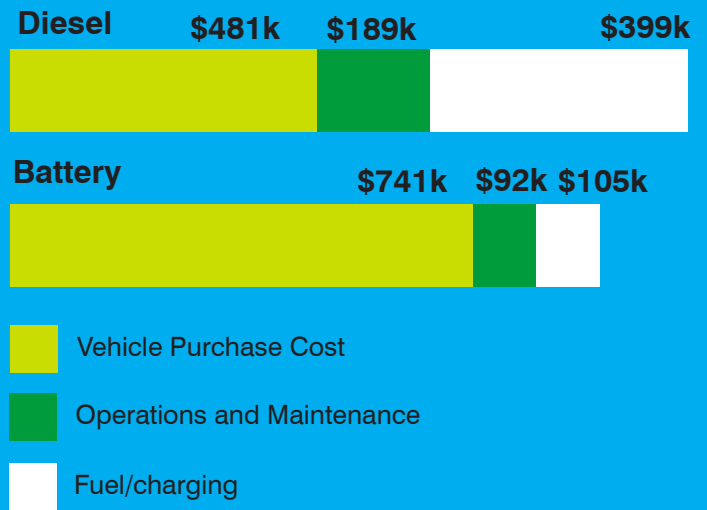 Diesel $481k $189k $399k
Battery $741k $92k $105k
Vehicle Purchase Cost
Operations and Maintenance
Fuel/charging